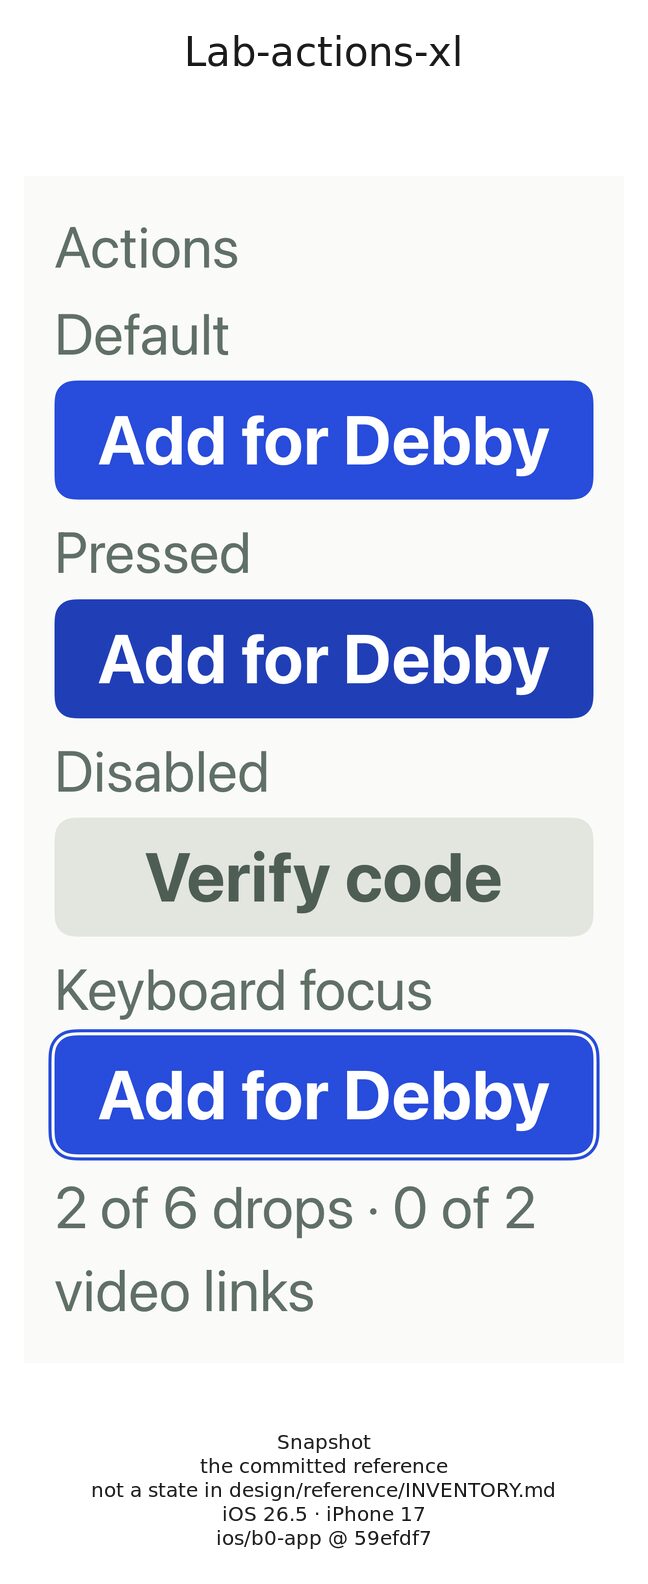 Lab-actions-xl
Actions
Default
Add for Debby
Pressed
Add for Debby
Disabled
Verify code
Keyboard focus
Add for Debby
2 of 6 drops · 0 of 2
video links
Snapshot
the committed reference
not a state in design/reference/INVENTORY.md
iOS 26.5 · iPhone 17
ios/b0-app @ 59efdf7